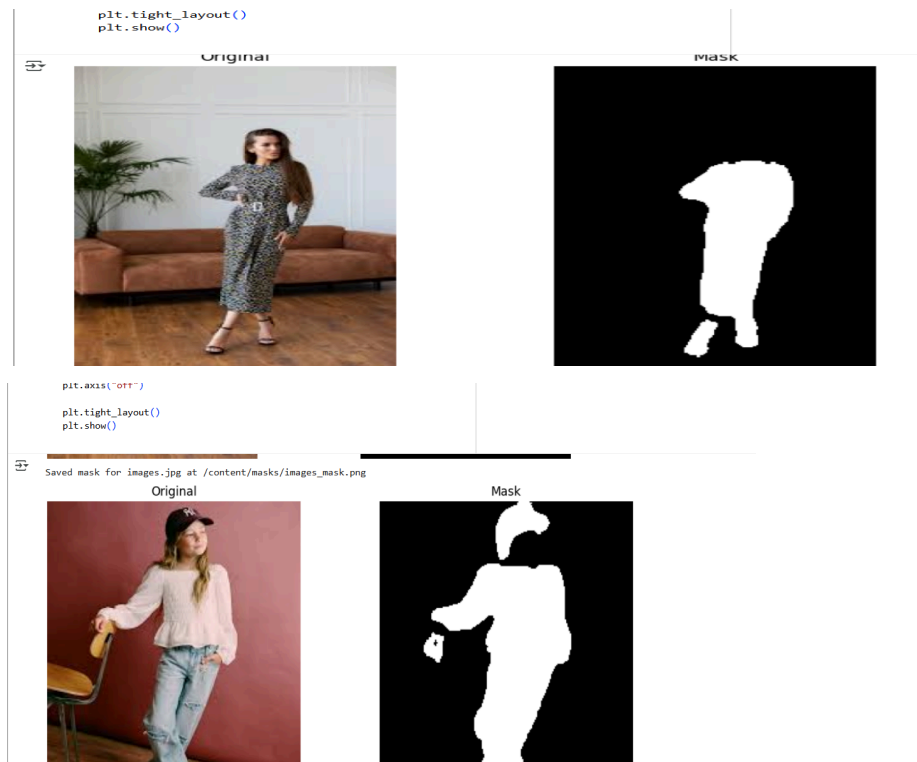 plt.tight_layout()
plt.show()
Original
Mask
plt.axis("off")
plt.tight_layout()
plt.show()
Saved mask for images.jpg at /content/masks/images_mask.png
Original
Mask